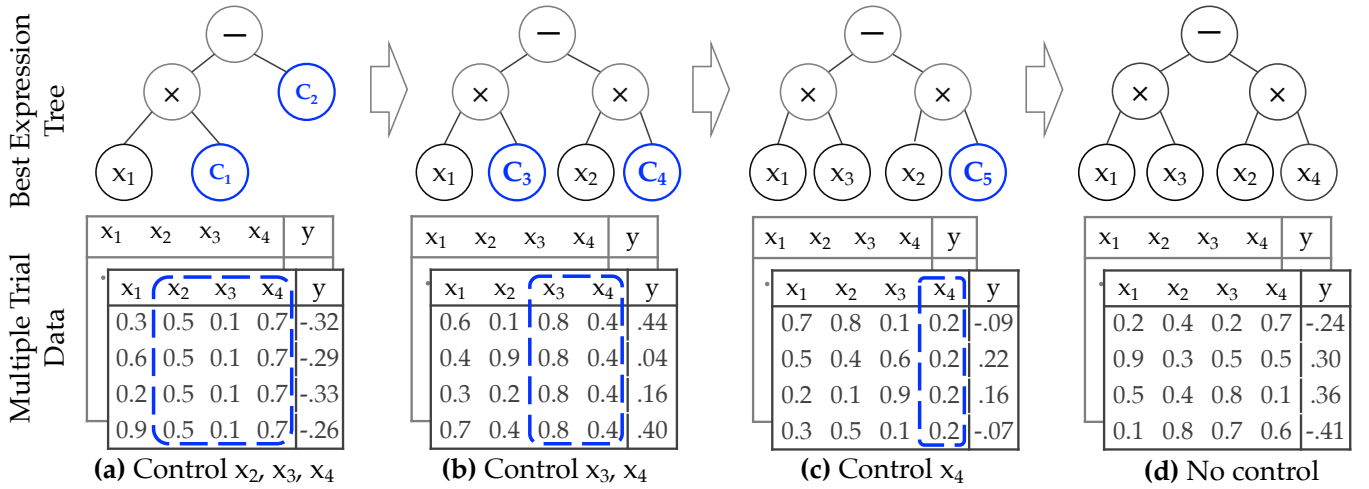 Best Expression
Tree
− − − −
× C₂ × × × × × ×
x₁ C₁ x₁ C₃ x₂ C₄ x₁ x₃ x₂ C₅ x₁ x₃ x₂ x₄
Multiple Trial
Data
x₁ x₂ x₃ x₄ y
x₁ x₂ x₃ x₄ y
0.3 0.5 0.1 0.7 -.32
0.6 0.5 0.1 0.7 -.29
0.2 0.5 0.1 0.7 -.33
0.9 0.5 0.1 0.7 -.26
(a) Control x₂, x₃, x₄
x₁ x₂ x₃ x₄ y
x₁ x₂ x₃ x₄ y
0.6 0.1 0.8 0.4 .44
0.4 0.9 0.8 0.4 .04
0.3 0.2 0.8 0.4 .16
0.7 0.4 0.8 0.4 .40
(b) Control x₃, x₄
x₁ x₂ x₃ x₄ y
x₁ x₂ x₃ x₄ y
0.7 0.8 0.1 0.2 -.09
0.5 0.4 0.6 0.2 .22
0.2 0.1 0.9 0.2 .16
0.3 0.5 0.1 0.2 -.07
(c) Control x₄
x₁ x₂ x₃ x₄ y
x₁ x₂ x₃ x₄ y
0.2 0.4 0.2 0.7 -.24
0.9 0.3 0.5 0.5 .30
0.5 0.4 0.8 0.1 .36
0.1 0.8 0.7 0.6 -.41
(d) No control